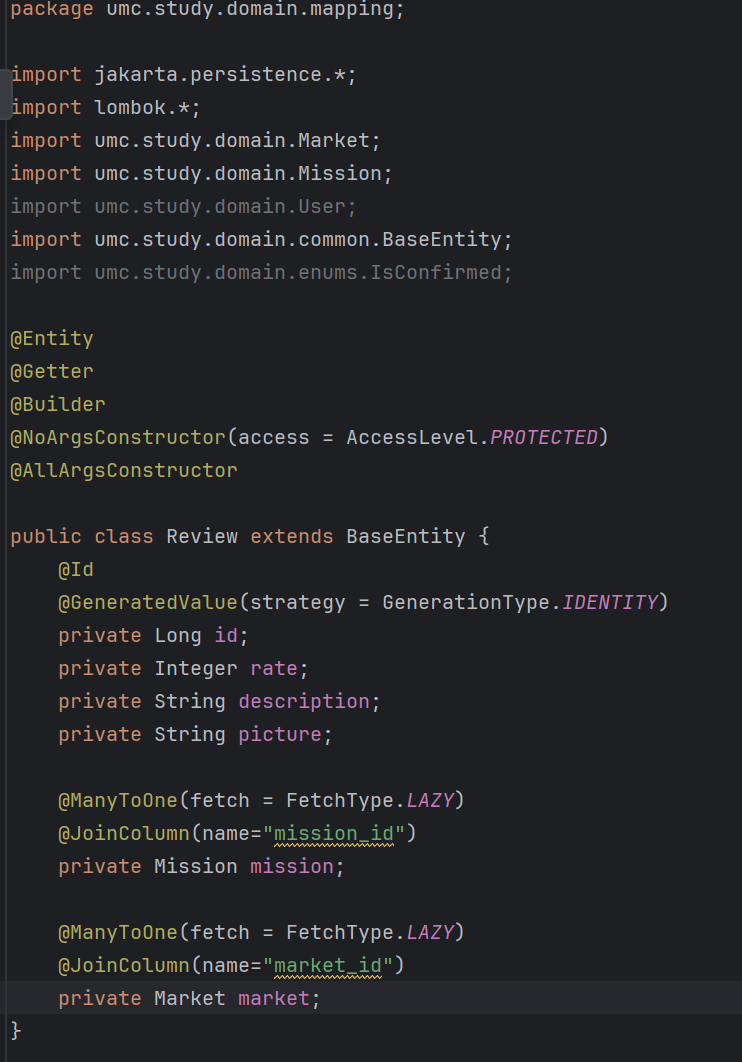 package umc.study.domain.mapping;
import jakarta.persistence.*;
import lombok.*;
import umc.study.domain.Market;
import umc.study.domain.Mission;
import umc.study.domain.User;
import umc.study.domain.common.BaseEntity;
import umc.study.domain.enums.IsConfirmed;
@Entity
@Getter
@Builder
@NoArgsConstructor(access = AccessLevel.PROTECTED)
@AllArgsConstructor
public class Review extends BaseEntity {
@Id
@GeneratedValue(strategy = GenerationType.IDENTITY)
private Long id;
private Integer rate;
private String description;
private String picture;
@ManyToOne(fetch = FetchType.LAZY)
@JoinColumn(name="mission_id")
private Mission mission;
@ManyToOne(fetch = FetchType.LAZY)
@JoinColumn(name="market_id")
private Market market;
}